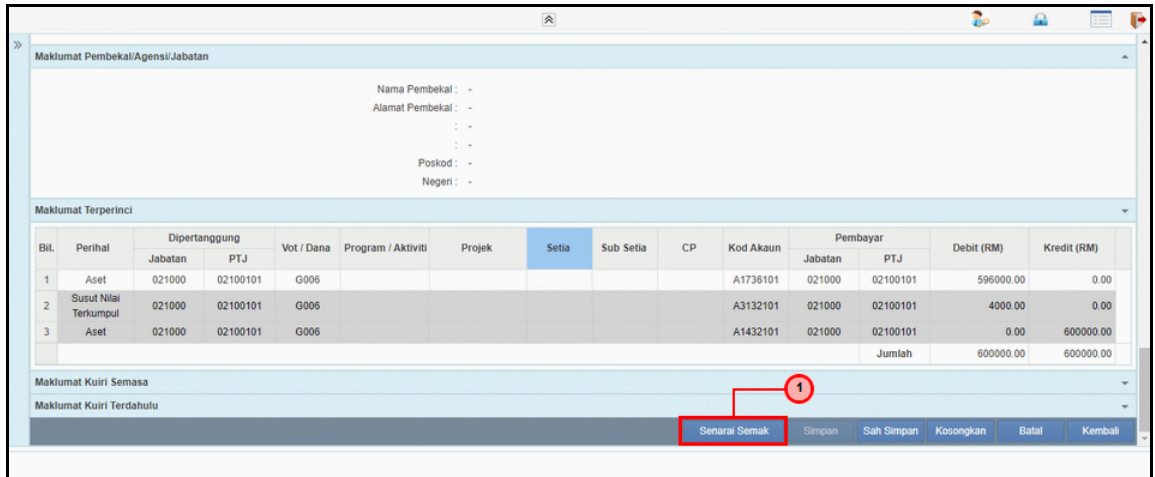 Maklumat Pembekal/Agensi/Jabatan
Nama Pembekal : -
Alamat Pembekal : -
: -
: -
Poskod : -
Negeri : -
Maklumat Terperinci
Bil. Perihal Dipertanggung Vot / Dana Program / Aktiviti Projek Setia Sub Setia CP Kod Akaun Pembayar Debit (RM) Kredit (RM)
Jabatan PTJ Jabatan PTJ
1 Aset 021000 02100101 G006 A1736101 021000 02100101 596000.00 0.00
2 Susut Nilai Terkumpul 021000 02100101 G006 A3132101 021000 02100101 4000.00 0.00
3 Aset 021000 02100101 G006 A1432101 021000 02100101 0.00 600000.00
Jumlah 600000.00 600000.00
Maklumat Kuiri Semasa
1
Maklumat Kuiri Terdahulu
Senarai Semak Simpan Sah Simpan Kosongkan Batal Kembali